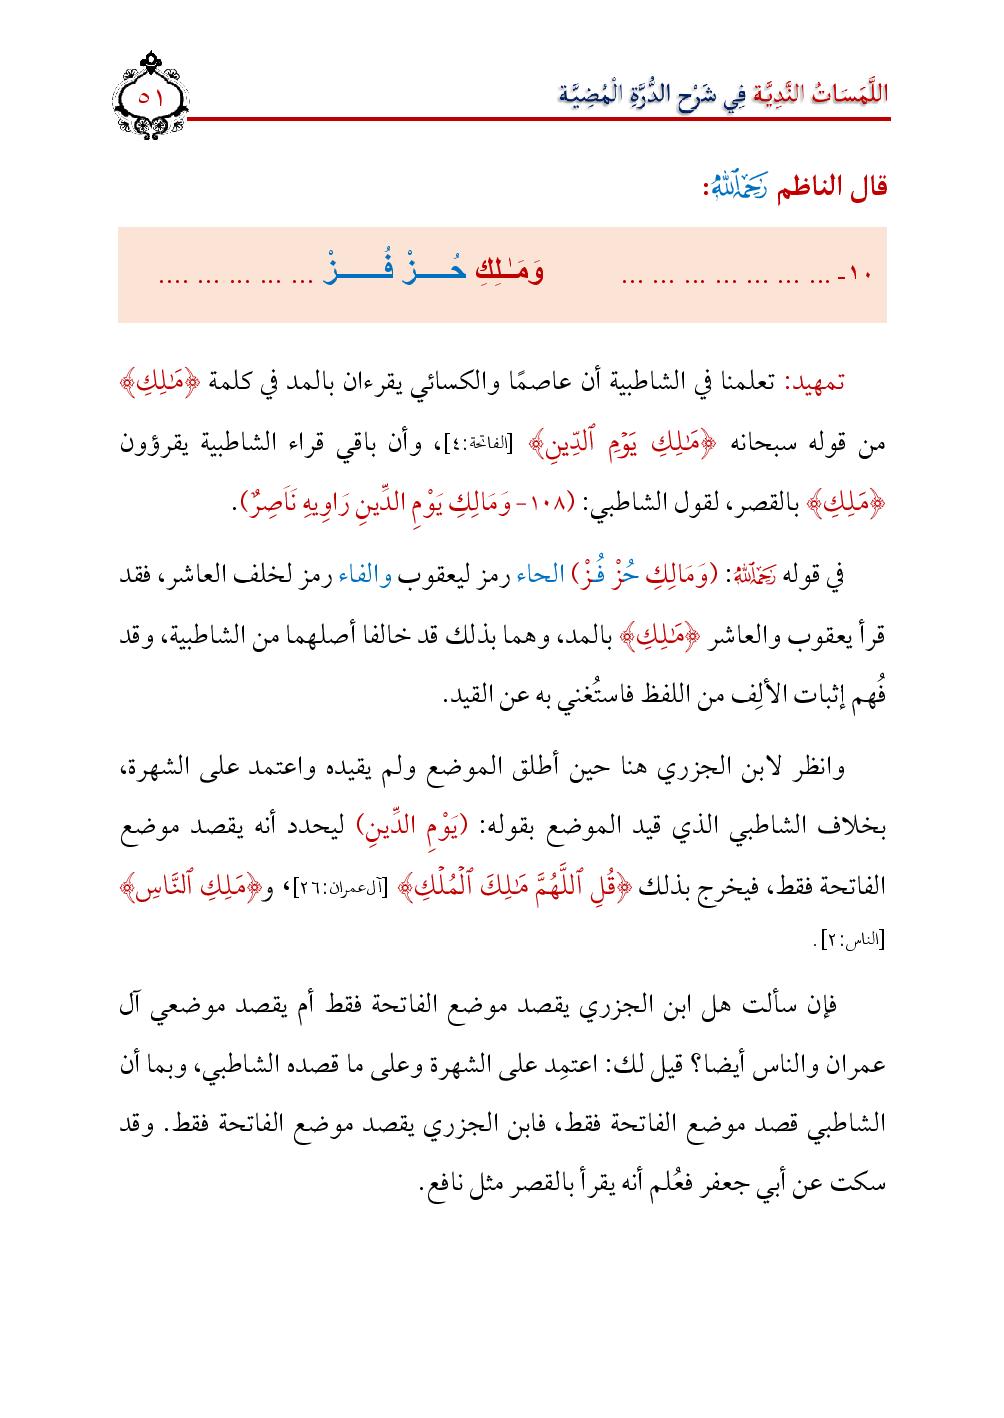 اللَّمَسَاتُ النَّدِيَّة فِي شَرْح الدُّرَّةِ الْمُضِيَّة
٥١
قال الناظم رَحِمَهُ ٱللَّهُ:
١٠- ... ... ... ... ... ... ... وَمَـٰلِكِ حُــزْ فُــــزْ ... ... ... ... ....
تمهيد: تعلمنا في الشاطبية أن عاصمًا والكسائي يقرءان بالمد في كلمة ﴿مَـٰلِكِ﴾
من قوله سبحانه ﴿مَـٰلِكِ يَوْمِ ٱلدِّينِ﴾ [الفاتحة:٤]، وأن باقي قراء الشاطبية يقرؤون
﴿مَلِكِ﴾ بالقصر، لقول الشاطبي: (١٠٨- وَمَالِكِ يَوْمِ الدِّينِ رَاوِيهِ نَاصِرٌ).
في قوله رَحِمَهُ ٱللَّهُ: (وَمَالِكِ حُزْ فُزْ) الحاء رمز ليعقوب والفاء رمز لخلف العاشر، فقد
قرأ يعقوب والعاشر ﴿مَـٰلِكِ﴾ بالمد، وهما بذلك قد خالفا أصلهما من الشاطبية، وقد
فُهم إثبات الألِف من اللفظ فاستُغني به عن القيد.
وانظر لابن الجزري هنا حين أطلق الموضع ولم يقيده واعتمد على الشهرة،
بخلاف الشاطبي الذي قيد الموضع بقوله: (يَوْمِ الدِّينِ) ليحدد أنه يقصد موضع
الفاتحة فقط، فيخرج بذلك ﴿قُلِ ٱللَّهُمَّ مَـٰلِكَ ٱلْمُلْكِ﴾ [آل عمران:٢٦]، و﴿مَلِكِ ٱلنَّاسِ﴾
[الناس:٢].
فإن سألت هل ابن الجزري يقصد موضع الفاتحة فقط أم يقصد موضعي آل
عمران والناس أيضا؟ قيل لك: اعتمِد على الشهرة وعلى ما قصده الشاطبي، وبما أن
الشاطبي قصد موضع الفاتحة فقط، فابن الجزري يقصد موضع الفاتحة فقط. وقد
سكت عن أبي جعفر فعُلم أنه يقرأ بالقصر مثل نافع.